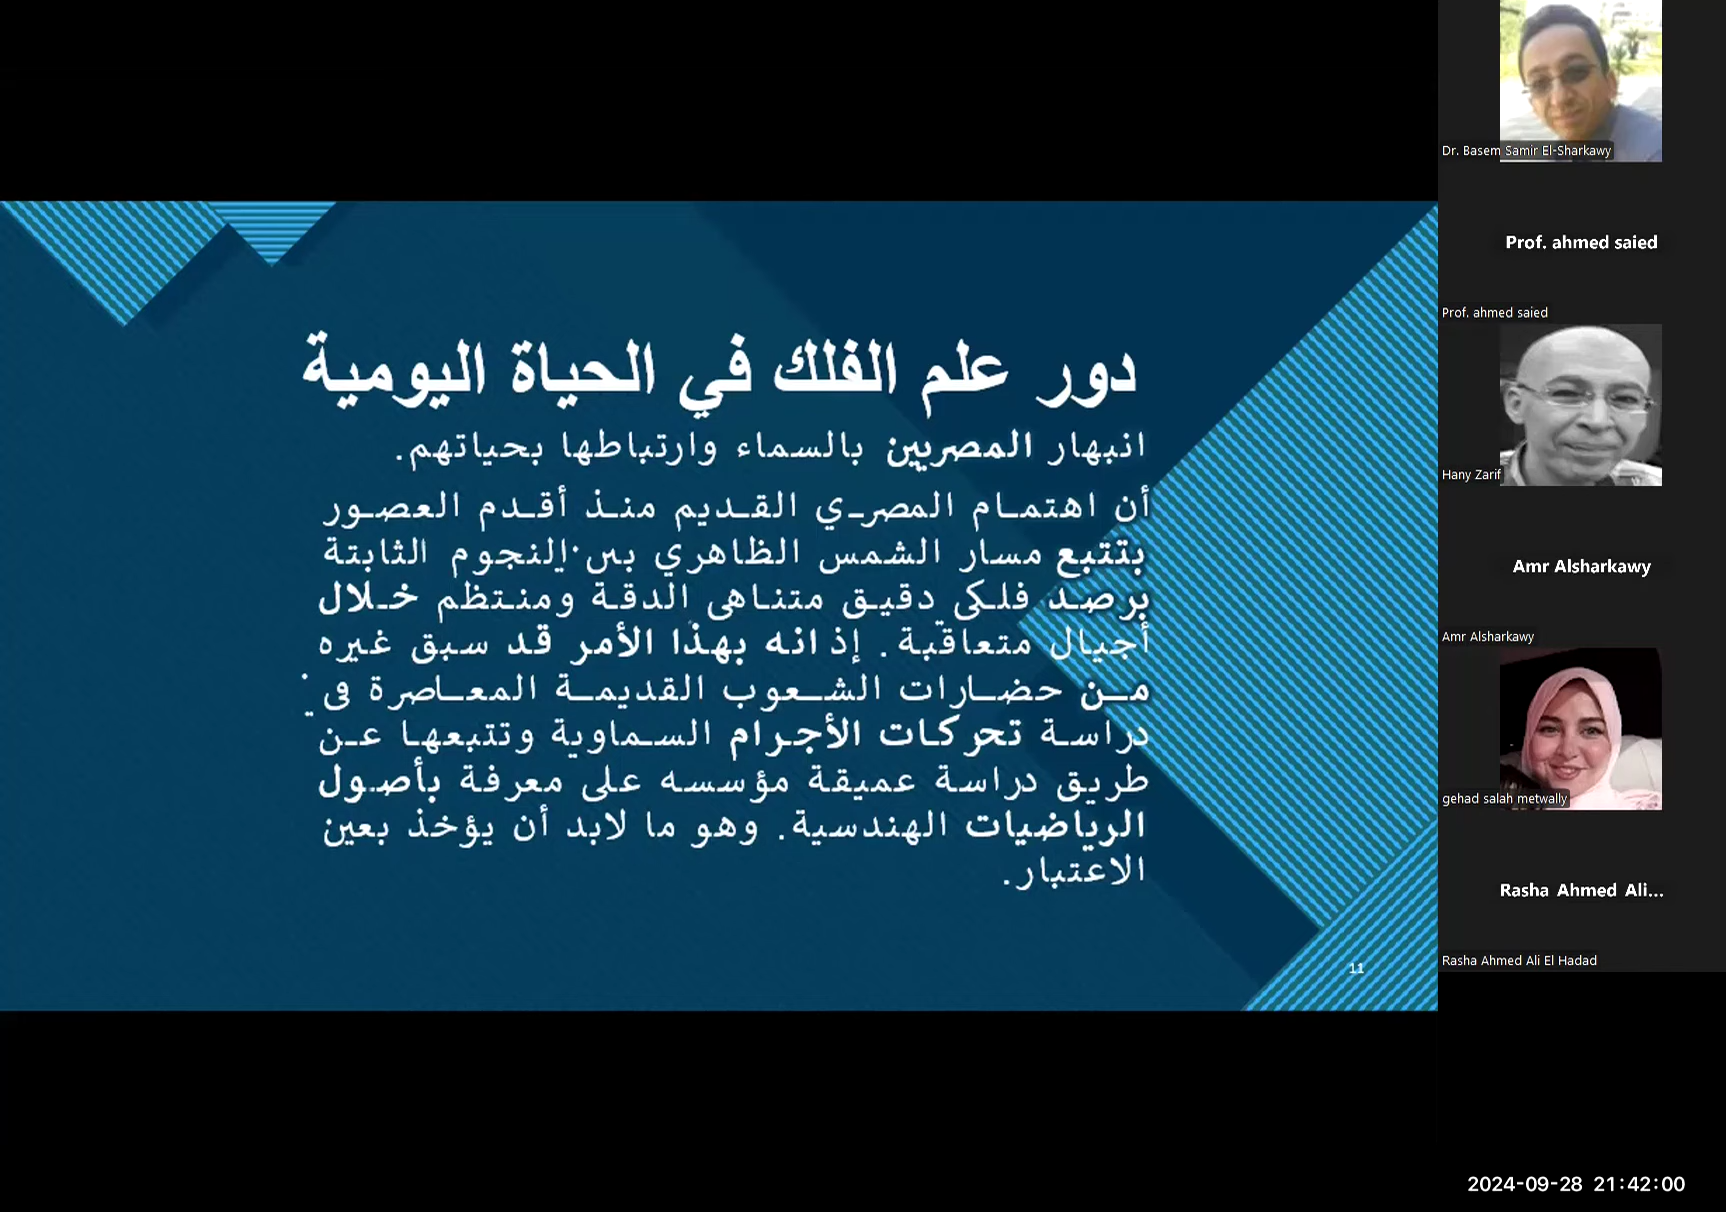 دور علم الفلك في الحياة اليومية
انبهار المصريين بالسماء وارتباطها بحياتهم.
أن اهتمام المصري القديم منذ أقدم العصور
بتتبع مسار الشمس الظاهري بين النجوم الثابتة
برصد فلكي دقيق متناهى الدقة ومنتظم خلال
أجيال متعاقبة. إذ انه بهذا الأمر قد سبق غيره
من حضارات الشعوب القديمة المعاصرة في
دراسة تحركات الأجرام السماوية وتتبعها عن
طريق دراسة عميقة مؤسسه على معرفة بأصول
الرياضيات الهندسية. وهو ما لابد أن يؤخذ بعين
الاعتبار.
11
Dr. Basem Samir El-Sharkawy
Prof. ahmed saied
Prof. ahmed saied
Hany Zarif
Amr Alsharkawy
Amr Alsharkawy
gehad salah metwally
Rasha Ahmed Ali...
Rasha Ahmed Ali El Hadad
2024-09-28 21:42:00